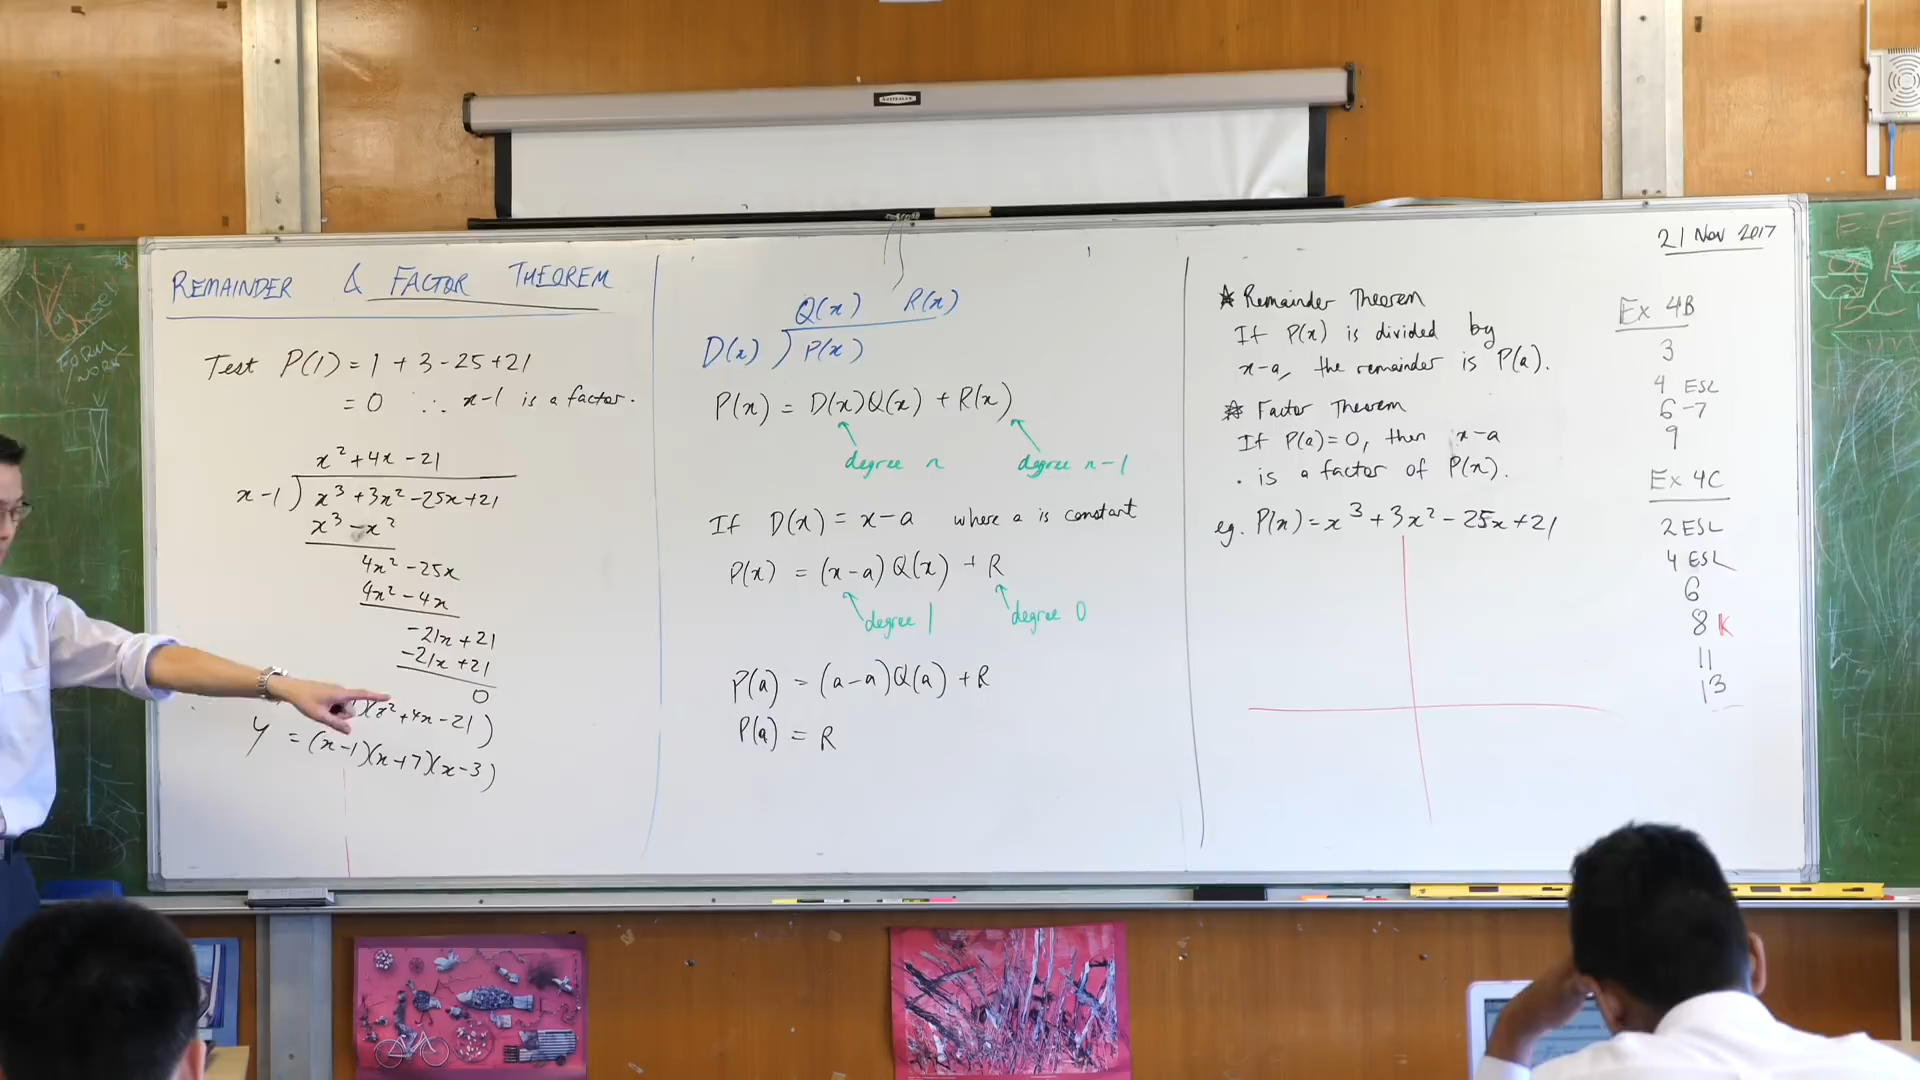 REMAINDER & FACTOR THEOREM
Test P(1) = 1 + 3 - 25 + 21
= 0 ∴ x-1 is a factor.
x² + 4x - 21
x-1 ) x³ + 3x² - 25x + 21
x³ - x²
4x² - 25x
4x² - 4x
-21x + 21
-21x + 21
0
)(x² + 4x - 21)
y = (x-1)(x+7)(x-3)
Q(x) R(x)
D(x) ) P(x)
P(x) = D(x)Q(x) + R(x)
degree n degree n-1
If D(x) = x-a where a is constant
P(x) = (x-a) Q(x) + R
degree 1 degree 0
P(a) = (a-a)Q(a) + R
P(a) = R
21 Nov 2017
* Remainder Theorem
If P(x) is divided by
x-a, the remainder is P(a).
* Factor Theorem
If P(a)=0, then x-a
is a factor of P(x).
eg. P(x) = x³ + 3x² - 25x + 21
Ex 4B
3
4 ESL
6-7
9
Ex 4C
2 ESL
4 ESL
6
8 K
11
13
FORM
WORK